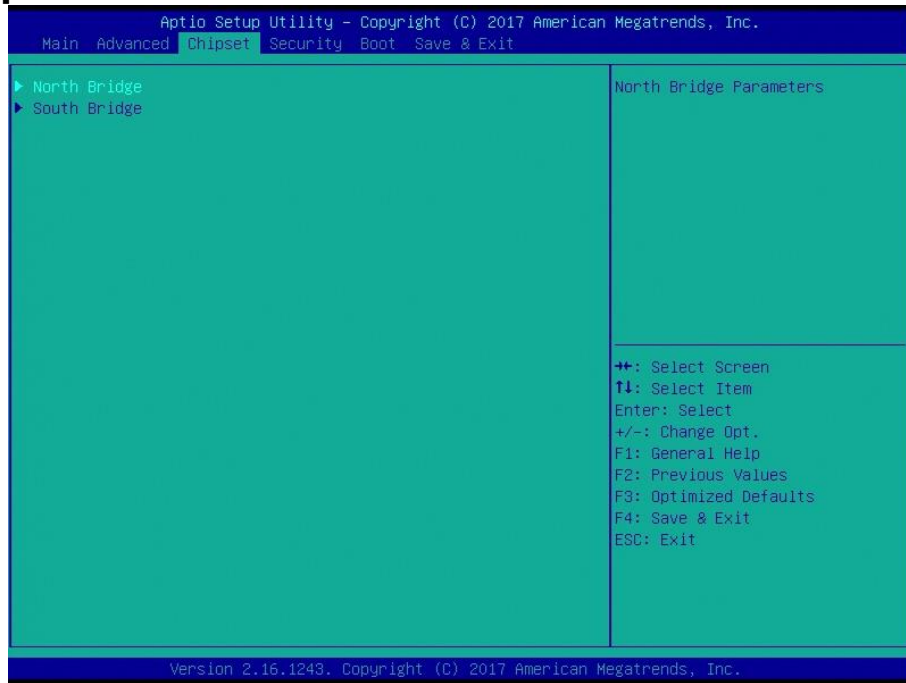 Aptio Setup Utility – Copyright (C) 2017 American Megatrends, Inc.
Main Advanced Chipset Security Boot Save & Exit
▶ North Bridge
▶ South Bridge
North Bridge Parameters
→←: Select Screen
↑↓: Select Item
Enter: Select
+/-: Change Opt.
F1: General Help
F2: Previous Values
F3: Optimized Defaults
F4: Save & Exit
ESC: Exit
Version 2.16.1243. Copyright (C) 2017 American Megatrends, Inc.